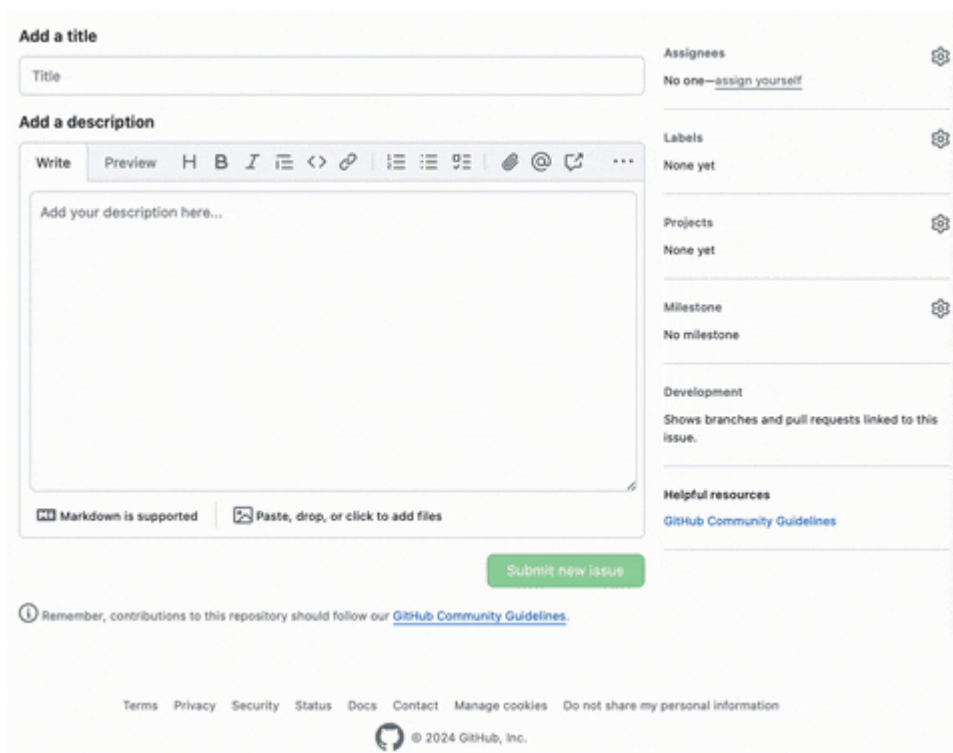 Add a title
Title
Add a description
Write Preview H B I <> @ ...
Add your description here...
Markdown is supported Paste, drop, or click to add files
Submit new issue
Remember, contributions to this repository should follow our GitHub Community Guidelines.
Assignees
No one—assign yourself
Labels
None yet
Projects
None yet
Milestone
No milestone
Development
Shows branches and pull requests linked to this
issue.
Helpful resources
GitHub Community Guidelines
Terms Privacy Security Status Docs Contact Manage cookies Do not share my personal information
© 2024 GitHub, Inc.